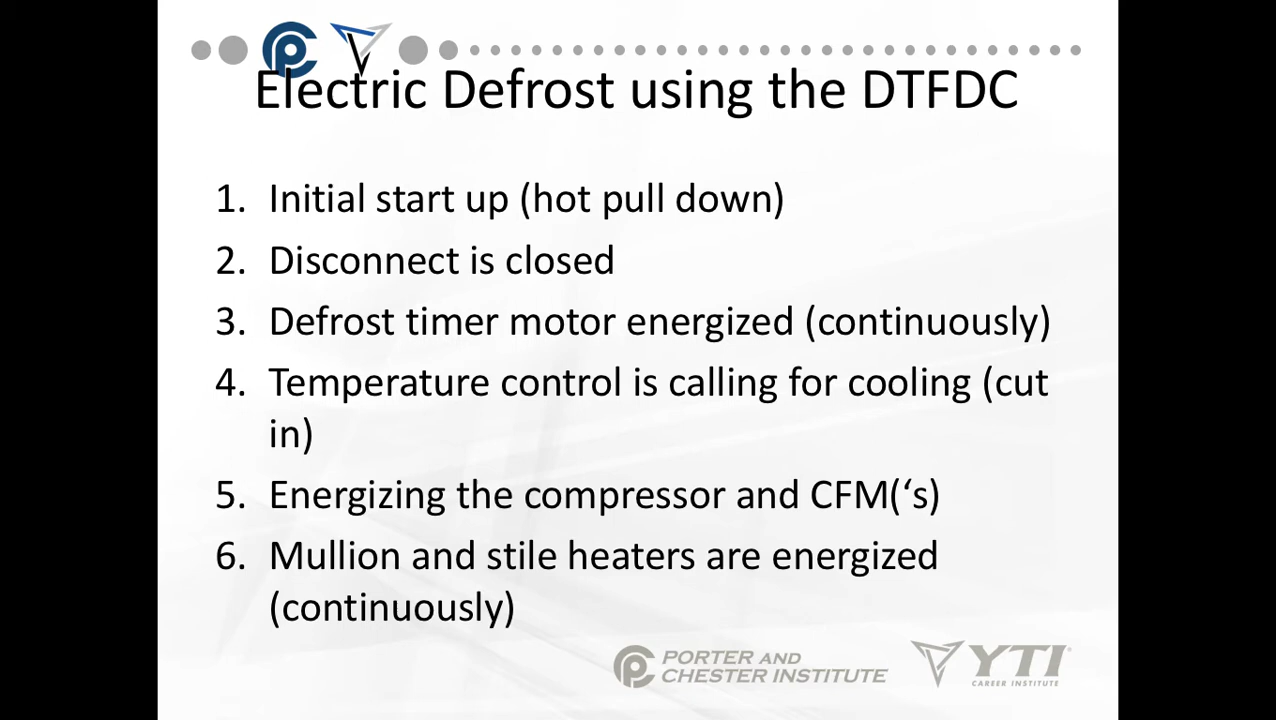 Electric Defrost using the DTFDC
1. Initial start up (hot pull down)
2. Disconnect is closed
3. Defrost timer motor energized (continuously)
4. Temperature control is calling for cooling (cut
in)
5. Energizing the compressor and CFM(‘s)
6. Mullion and stile heaters are energized
(continuously)
PORTER AND
CHESTER INSTITUTE
YTI
CAREER INSTITUTE